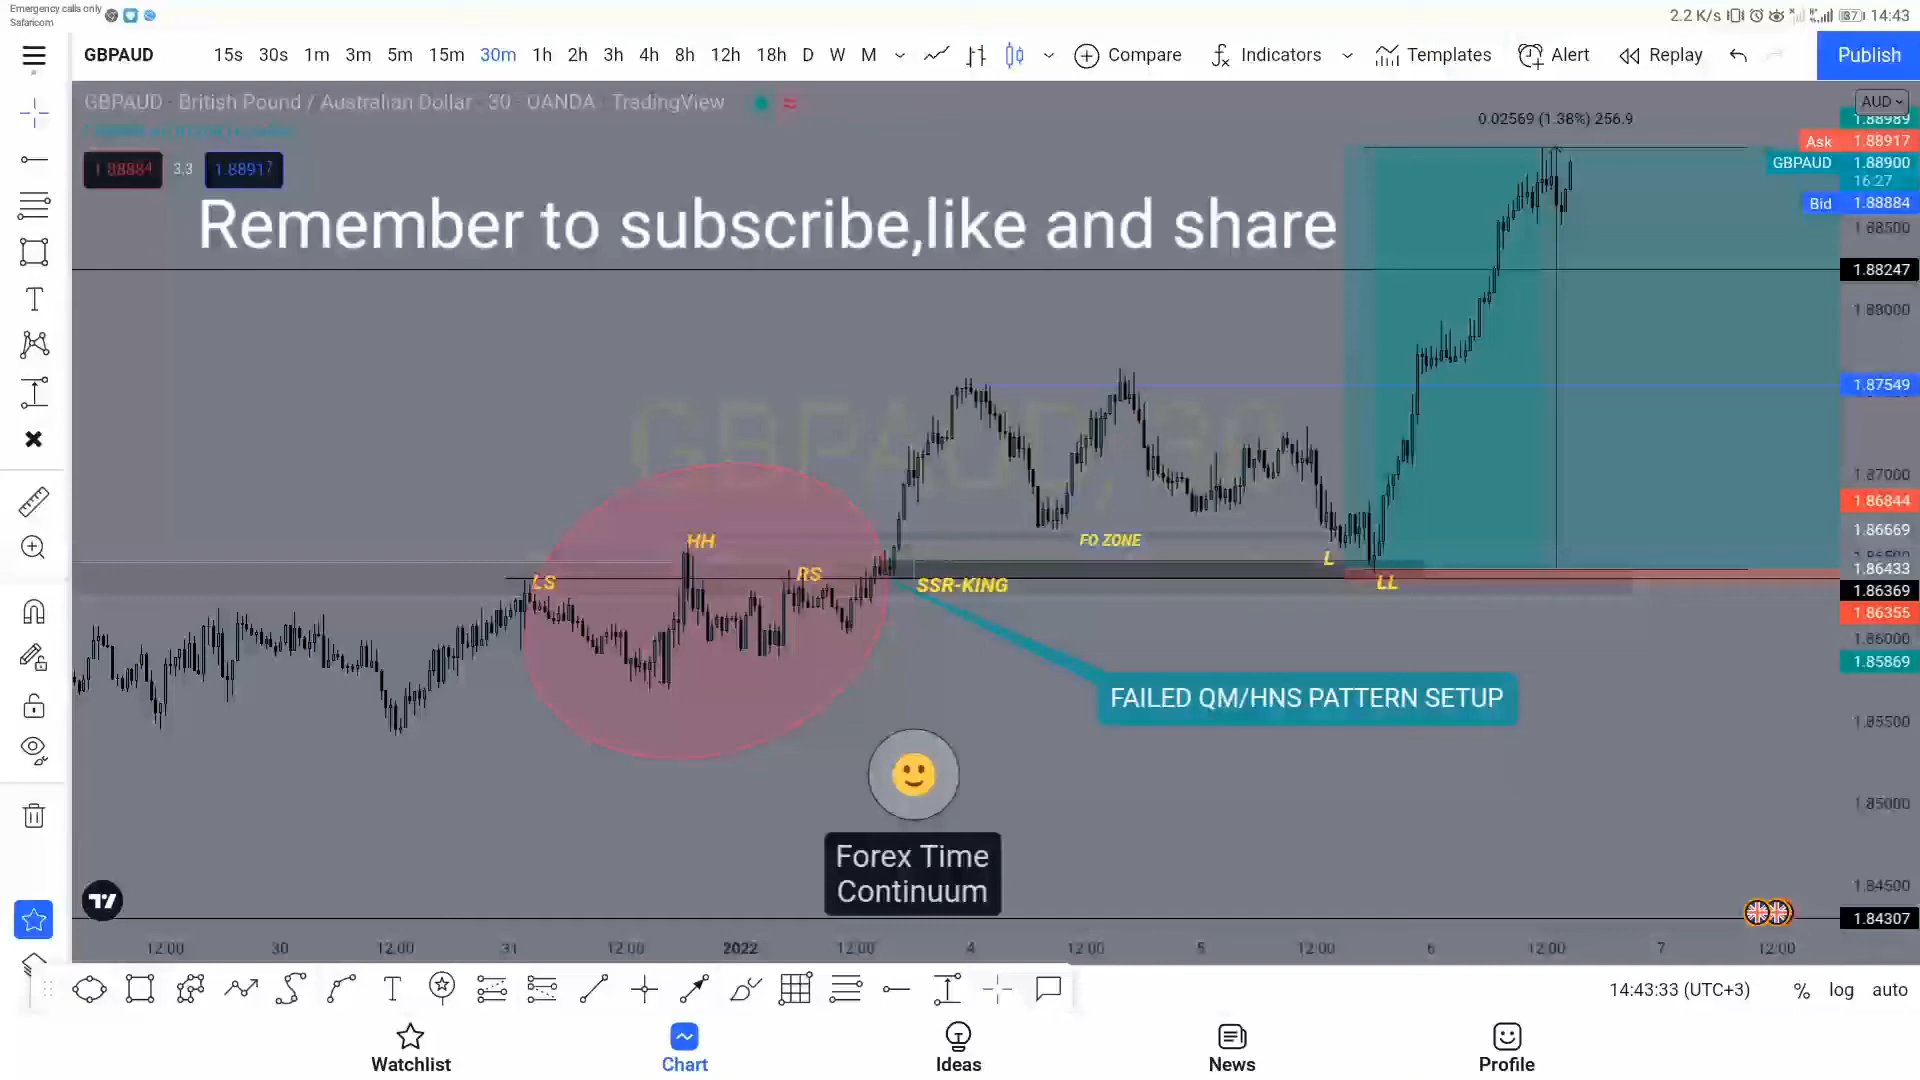 Emergency calls only
Safaricom
2.2 K/s 87 14:43
GBPAUD 15s 30s 1m 3m 5m 15m 30m 1h 2h 3h 4h 8h 12h 18h D W M Compare Indicators Templates Alert Replay Publish
GBPAUD · British Pound / Australian Dollar · 30 · OANDA · TradingView
AUD
0.02569 (1.38%) 256.9
1.88989
Ask 1.88917
GBPAUD 1.88900
16:27
1.88884 3.3 1.88917
Bid 1.88884
Remember to subscribe,like and share
1.88500
1.88247
1.88000
1.87549
GBPAUD, 30
1.87000
1.86844
1.86669
HH
FO ZONE
L
1.86500
1.86433
LS
RS
SSR-KING
LL
1.86369
1.86355
1.86000
1.85869
FAILED QM/HNS PATTERN SETUP
1.85500
1.85000
Forex Time
Continuum
1.84500
1.84307
12:00 30 12:00 31 12:00 2022 12:00 4 12:00 5 12:00 6 12:00 7 12:00
14:43:33 (UTC+3) % log auto
Watchlist Chart Ideas News Profile